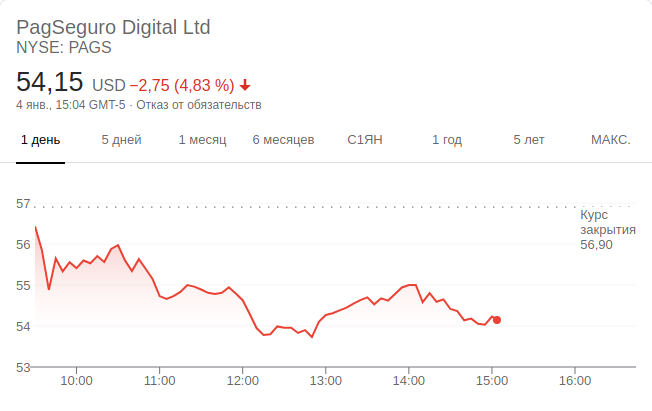 PagSeguro Digital Ltd
NYSE: PAGS
54,15 USD −2,75 (4,83 %)
4 янв., 15:04 GMT-5 · Отказ от обязательств
1 день 5 дней 1 месяц 6 месяцев С1ЯН 1 год 5 лет МАКС.
57
Курс
закрытия
56,90
56
55
54
53
10:00 11:00 12:00 13:00 14:00 15:00 16:00